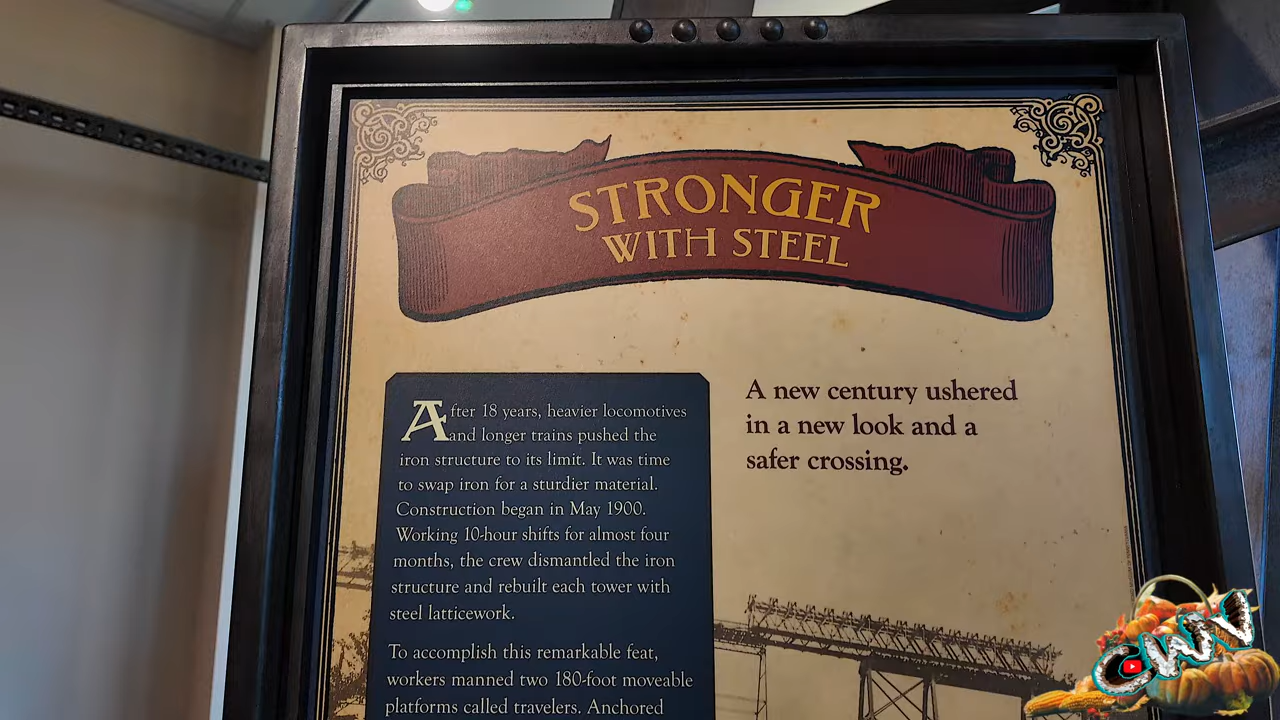 STRONGER
WITH STEEL
After 18 years, heavier locomotives
and longer trains pushed the
iron structure to its limit. It was time
to swap iron for a sturdier material.
Construction began in May 1900.
Working 10-hour shifts for almost four
months, the crew dismantled the iron
structure and rebuilt each tower with
steel latticework.
To accomplish this remarkable feat,
workers manned two 180-foot moveable
platforms called travelers. Anchored
A new century ushered
in a new look and a
safer crossing.
CWV